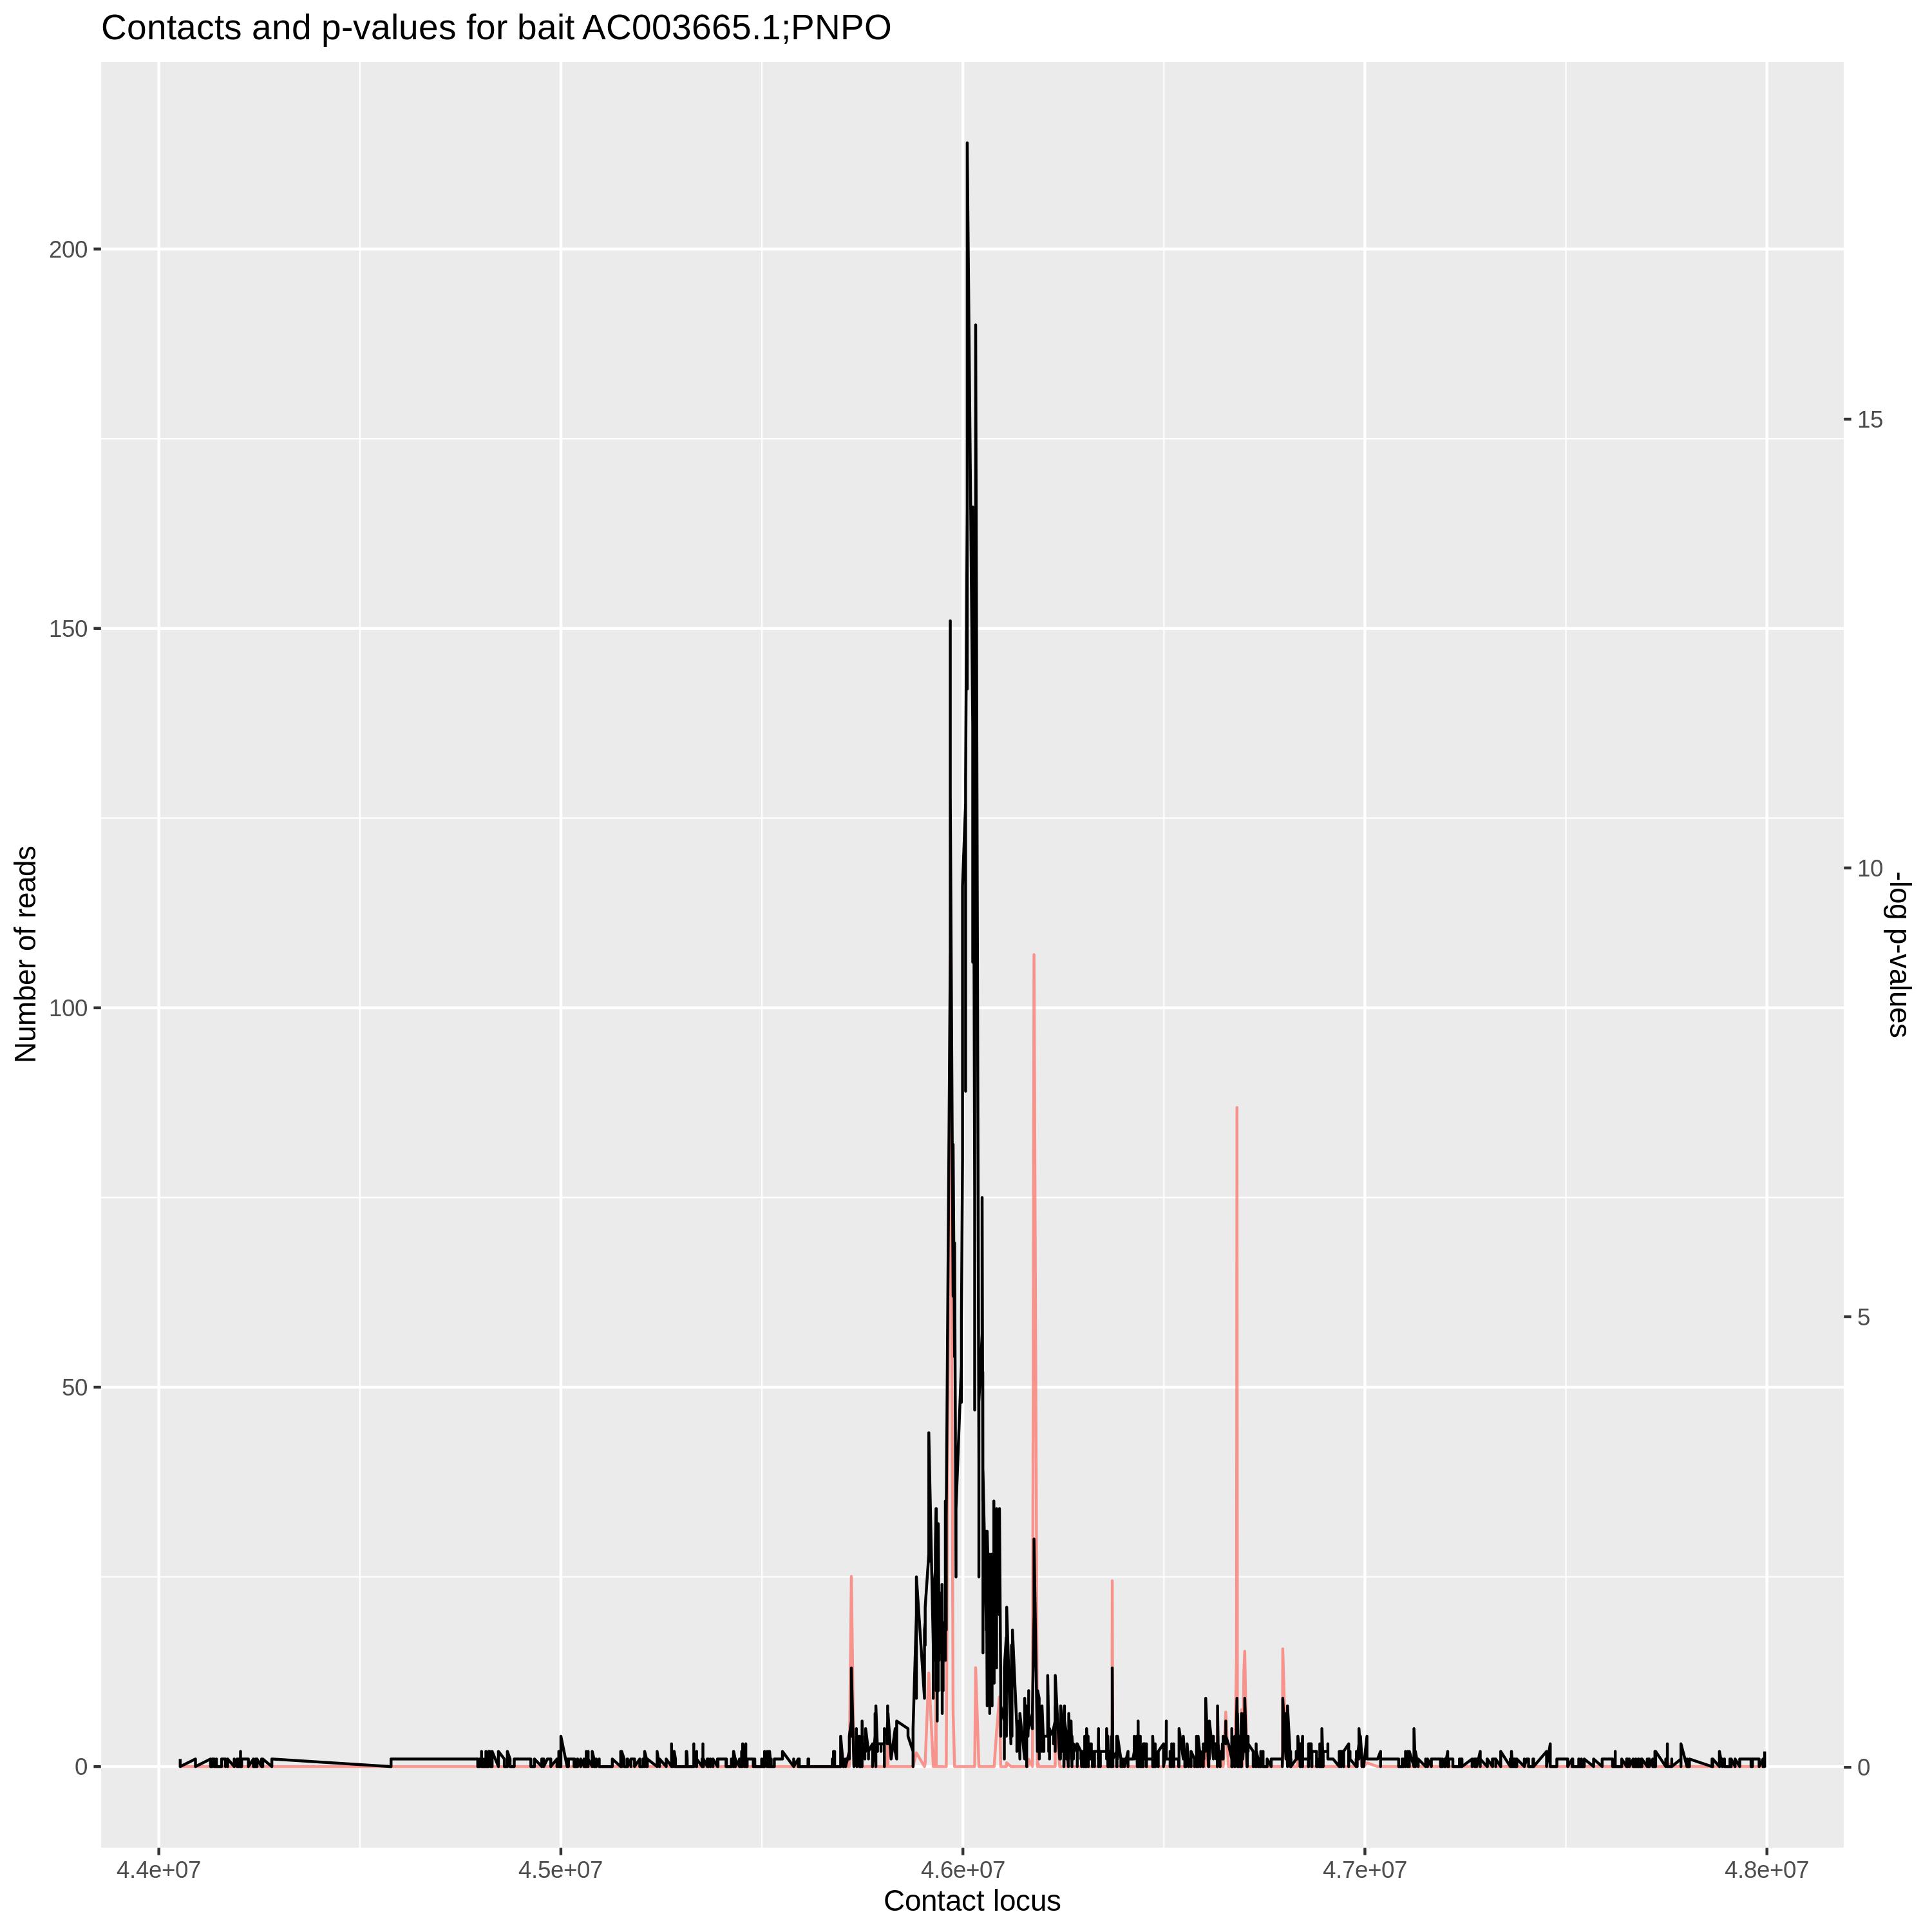 Contacts and p-values for bait AC003665.1;PNPO
200
150
100
50
0
Number of reads
15
10
5
0
-log p-values
4.4e+07
4.5e+07
4.6e+07
4.7e+07
4.8e+07
Contact locus